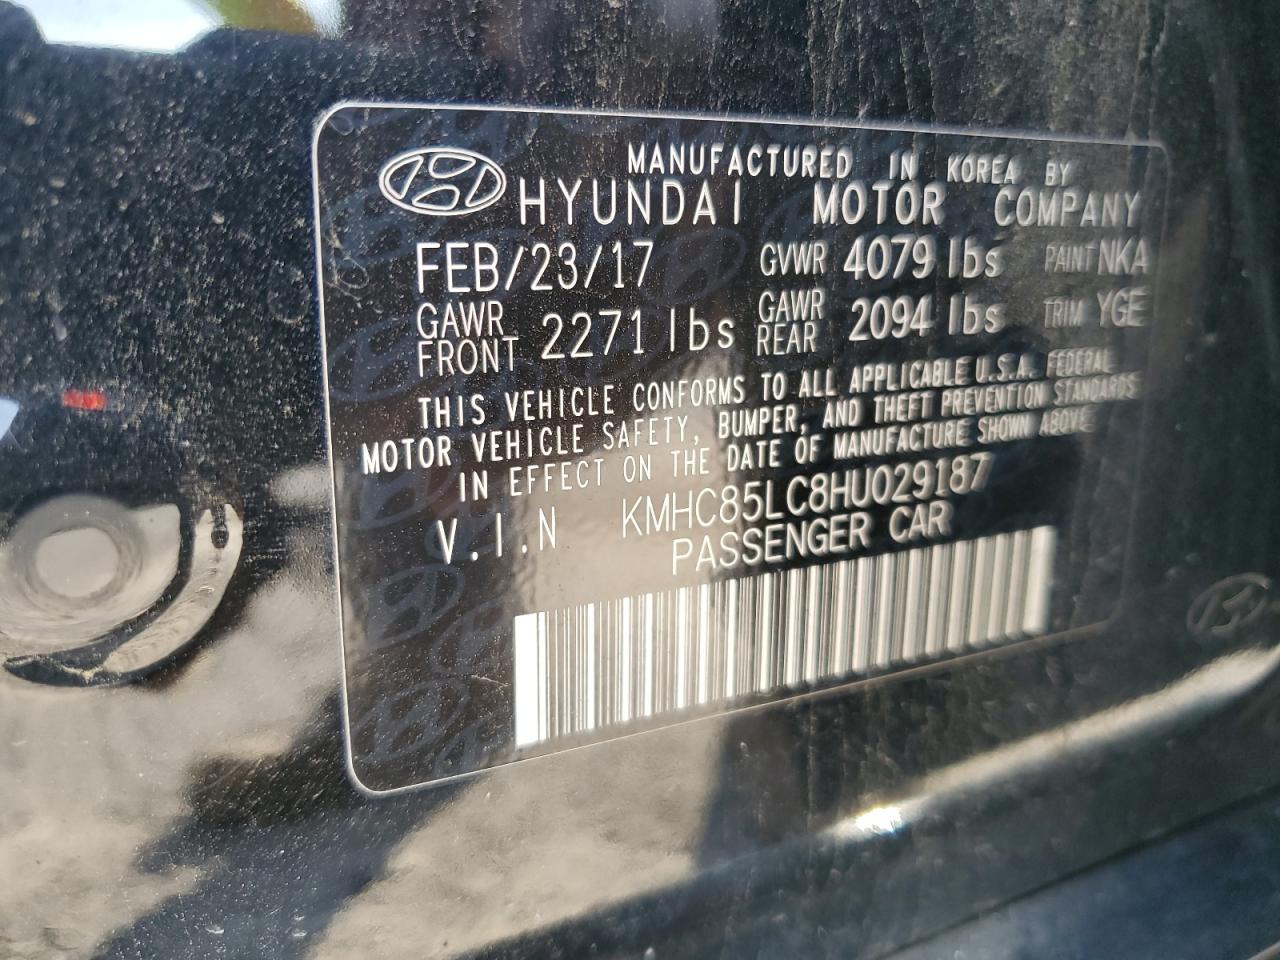 MANUFACTURED IN KOREA BY
HYUNDAI MOTOR COMPANY
FEB/23/17 GVWR 4079 lbs PAINT NKA
GAWR FRONT 2271 lbs GAWR REAR 2094 lbs TRIM YGE
THIS VEHICLE CONFORMS TO ALL APPLICABLE U.S.A. FEDERAL
MOTOR VEHICLE SAFETY, BUMPER, AND THEFT PREVENTION STANDARDS
IN EFFECT ON THE DATE OF MANUFACTURE SHOWN ABOVE
V.I.N KMHC85LC8HU029187
PASSENGER CAR